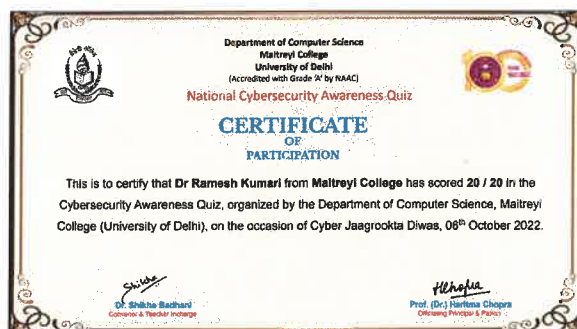 Department of Computer Science
Maitreyi College
University of Delhi
(Accredited with Grade 'A' by NAAC)
National Cybersecurity Awareness Quiz
CERTIFICATE
OF
PARTICIPATION
This is to certify that Dr Ramesh Kumari from Maitreyi College has scored 20 / 20 in the
Cybersecurity Awareness Quiz, organized by the Department of Computer Science, Maitreyi
College (University of Delhi), on the occasion of Cyber Jaagrookta Diwas, 06th October 2022.
Shikha
Dr. Shikha Badhani
Convenor & Teacher Incharge
HChopra
Prof. (Dr.) Haritma Chopra
Officiating Principal & Patron